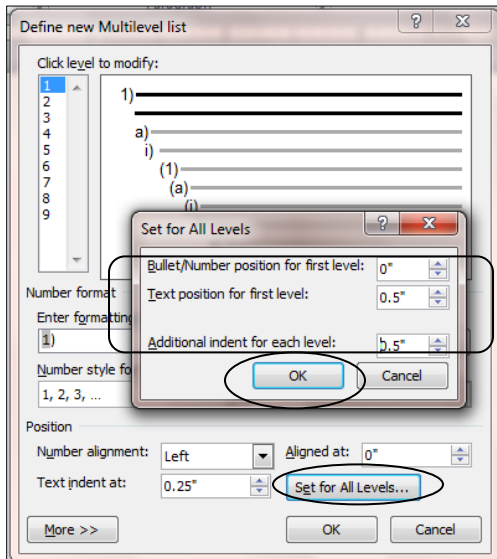 Define new Multilevel list
Click level to modify:
1
2
3
4
5
6
7
8
9
1)
a)
i)
(1)
(a)
(i)
Set for All Levels
Bullet/Number position for first level: 0"
Text position for first level: 0.5"
Additional indent for each level: 0.5"
OK Cancel
Number format
Enter formatting
1)
Number style fo
1, 2, 3, ...
Position
Number alignment: Left Aligned at: 0"
Text indent at: 0.25" Set for All Levels...
More >> OK Cancel